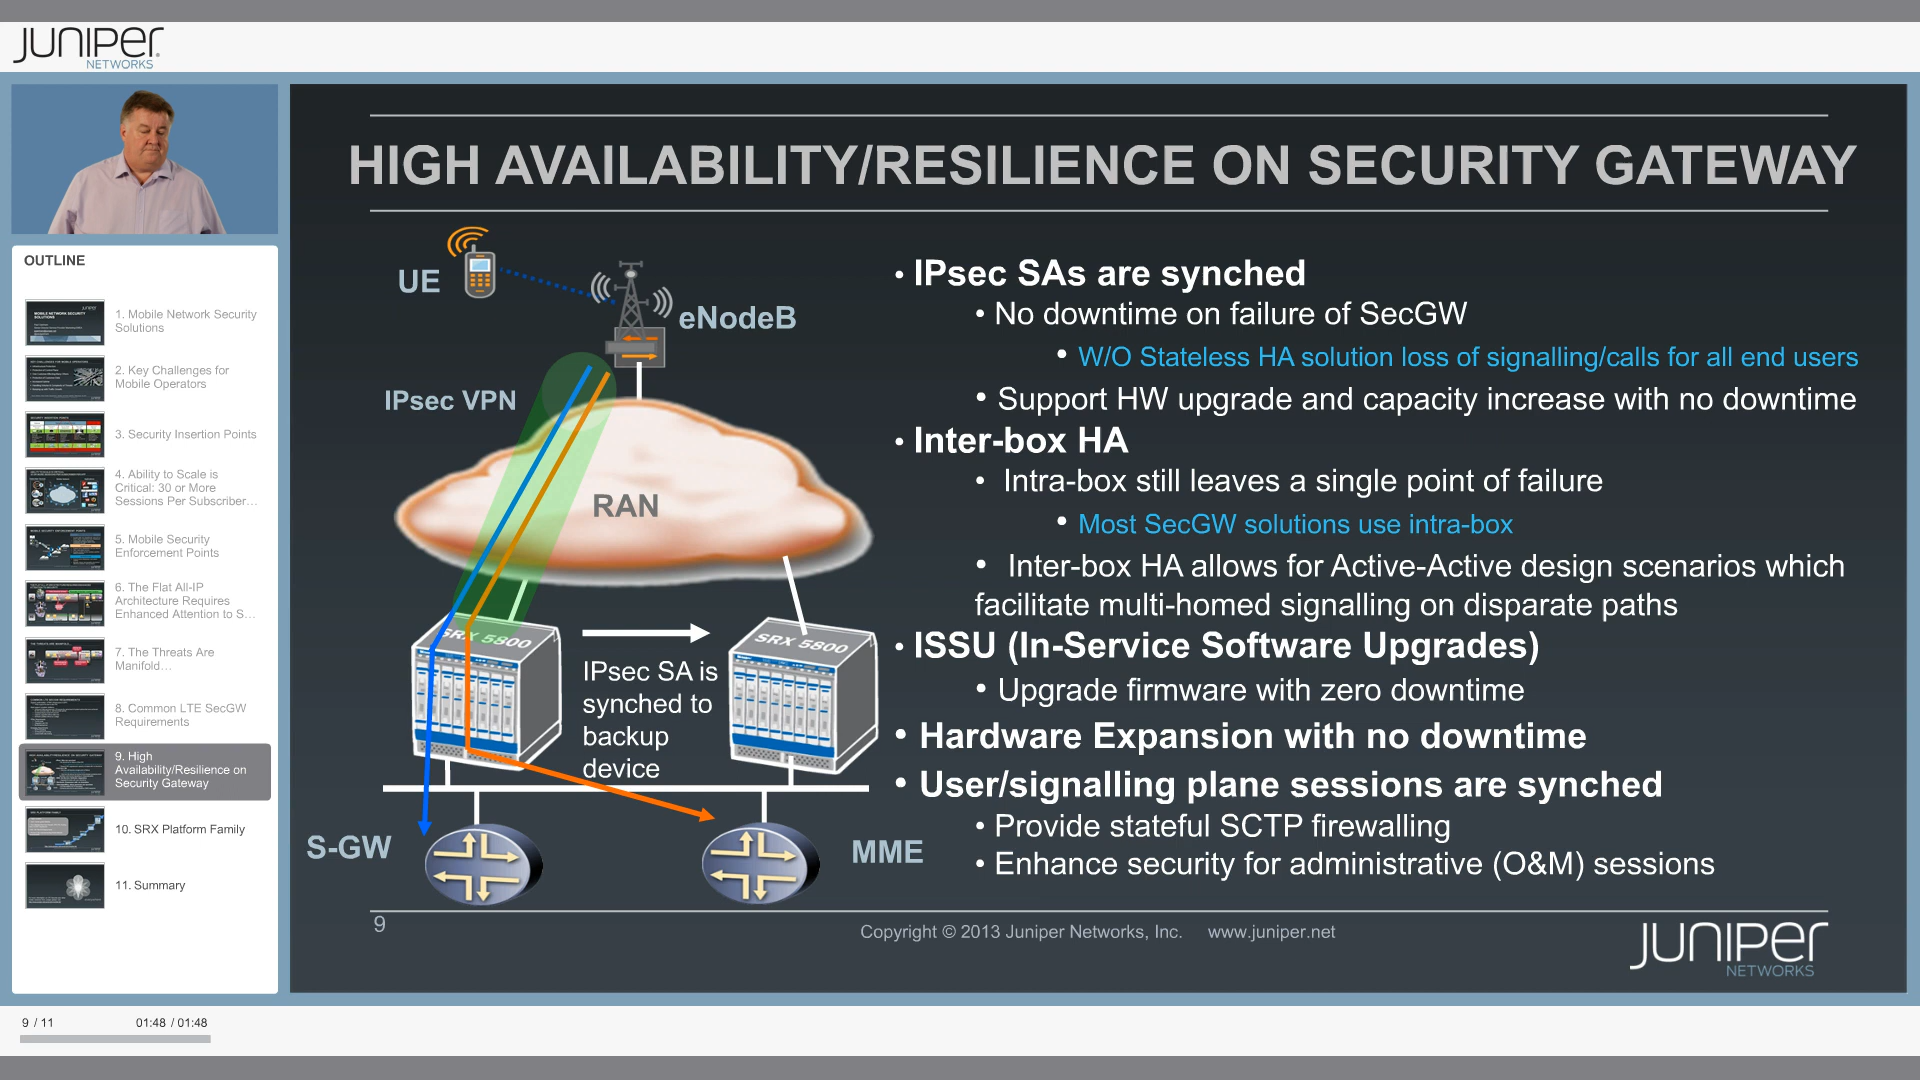 JUNIPEr
NETWORKS
OUTLINE
1. Mobile Network Security
Solutions
2. Key Challenges for
Mobile Operators
3. Security Insertion Points
4. Ability to Scale is
Critical: 30 or More
Sessions Per Subscriber...
5. Mobile Security
Enforcement Points
6. The Flat All-IP
Architecture Requires
Enhanced Attention to S...
7. The Threats Are
Manifold...
8. Common LTE SecGW
Requirements
9. High
Availability/Resilience on
Security Gateway
10. SRX Platform Family
11. Summary
9 / 11 01:48 / 01:48
HIGH AVAILABILITY/RESILIENCE ON SECURITY GATEWAY
UE
eNodeB
IPsec VPN
RAN
SRX 5800
SRX 5800
IPsec SA is
synched to
backup
device
S-GW
MME
• IPsec SAs are synched
• No downtime on failure of SecGW
• W/O Stateless HA solution loss of signalling/calls for all end users
• Support HW upgrade and capacity increase with no downtime
• Inter-box HA
• Intra-box still leaves a single point of failure
• Most SecGW solutions use intra-box
• Inter-box HA allows for Active-Active design scenarios which
facilitate multi-homed signalling on disparate paths
• ISSU (In-Service Software Upgrades)
• Upgrade firmware with zero downtime
• Hardware Expansion with no downtime
• User/signalling plane sessions are synched
• Provide stateful SCTP firewalling
• Enhance security for administrative (O&M) sessions
9
Copyright © 2013 Juniper Networks, Inc. www.juniper.net
JUNIPEr
NETWORKS